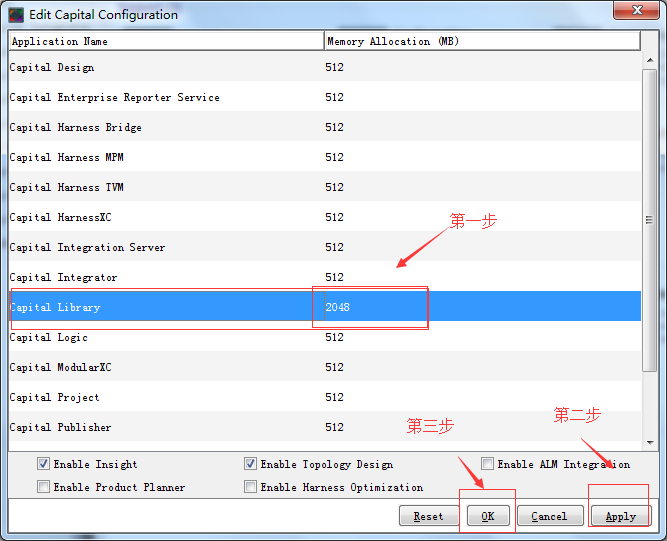 Edit Capital Configuration
Application Name Memory Allocation (MB)
Capital Design 512
Capital Enterprise Reporter Service 512
Capital Harness Bridge 512
Capital Harness MPM 512
Capital Harness TVM 512
Capital HarnessXC 512
第一步
Capital Integration Server 512
Capital Integrator 512
Capital Library 2048
Capital Logic 512
Capital ModularXC 512
Capital Project 512
第二步
Capital Publisher 512
第三步
Enable Insight Enable Topology Design Enable ALM Integration
Enable Product Planner Enable Harness Optimization
Reset OK Cancel Apply